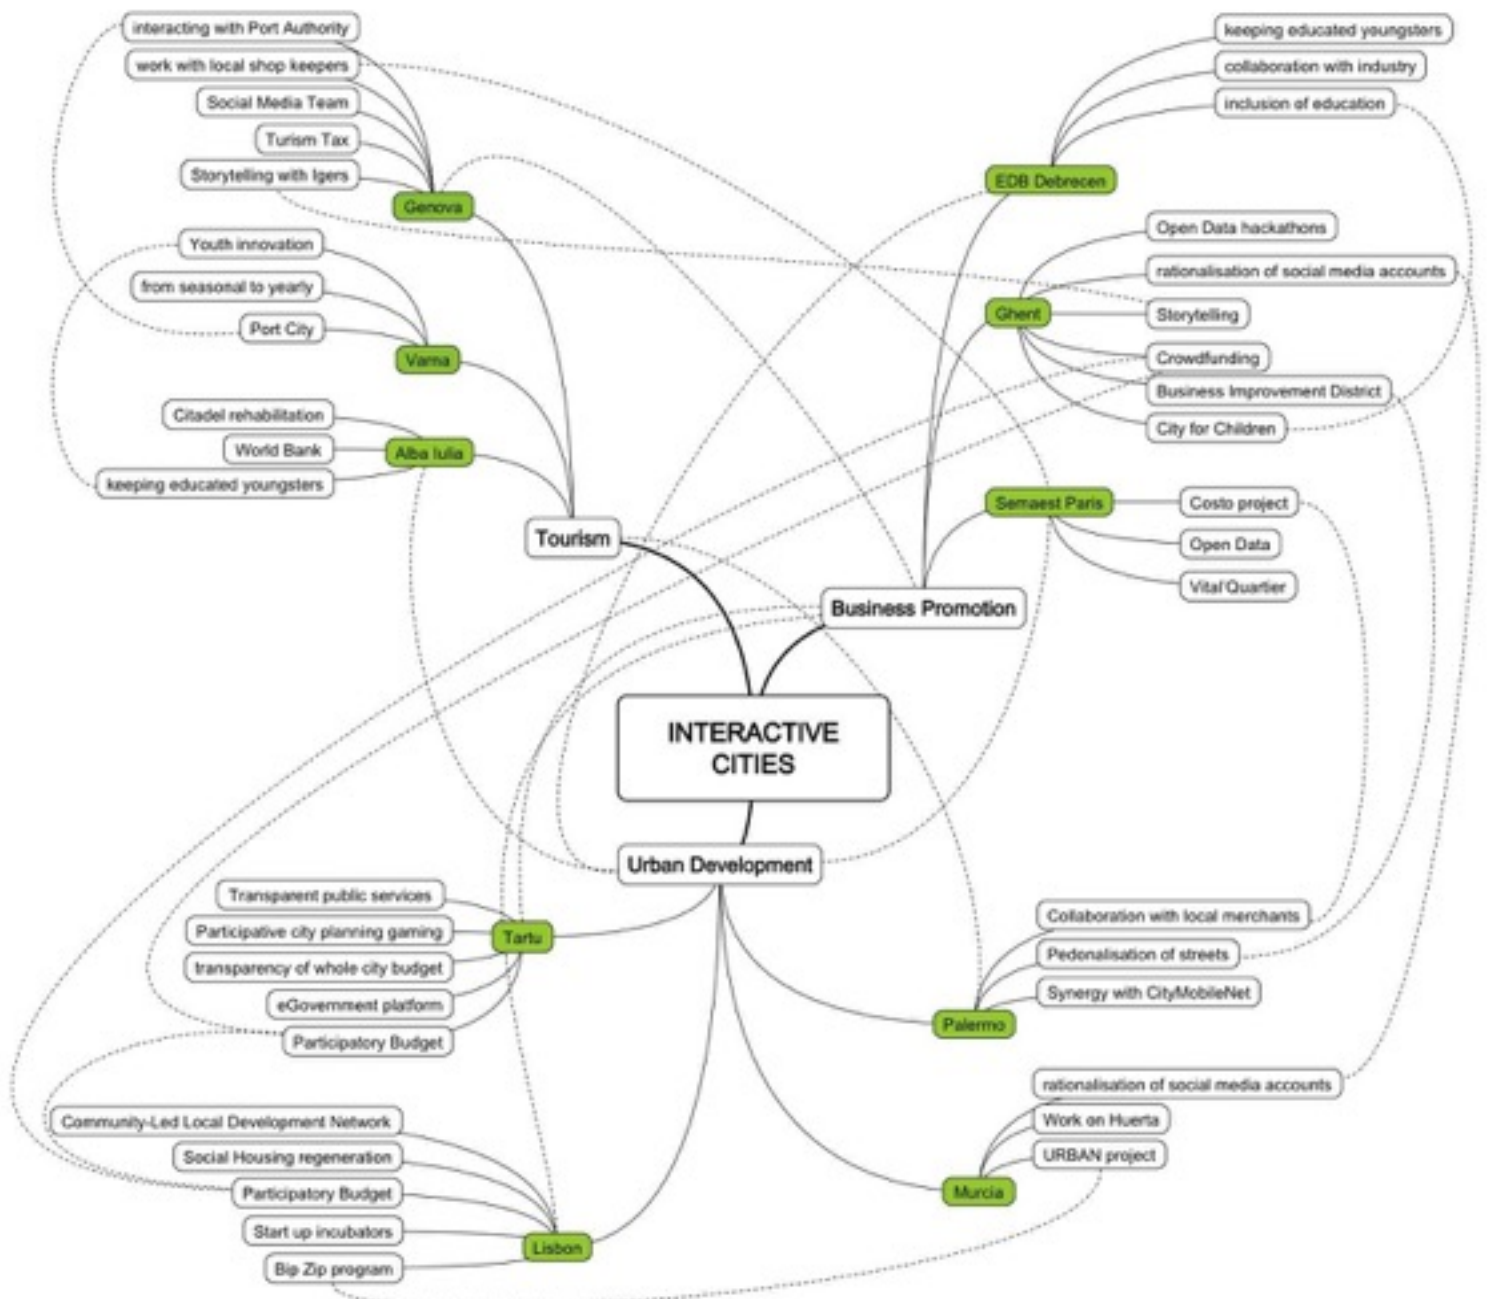 interacting with Port Authority
work with local shop keepers
Social Media Team
Turism Tax
Storytelling with Igers
Genova
Youth innovation
from seasonal to yearly
Port City
Varna
Citadel rehabilitation
World Bank
keeping educated youngsters
Alba Iulia
Tourism
keeping educated youngsters
collaboration with industry
inclusion of education
EDB Debrecen
Open Data hackathons
rationalisation of social media accounts
Storytelling
Crowdfunding
Business Improvement District
City for Children
Ghent
Semaest Paris
Costo project
Open Data
Vital'Quartier
Business Promotion
INTERACTIVE
CITIES
Urban Development
Transparent public services
Participative city planning gaming
transparency of whole city budget
eGovernment platform
Participatory Budget
Tartu
Community-Led Local Development Network
Social Housing regeneration
Participatory Budget
Start up incubators
Bip Zip program
Lisbon
Collaboration with local merchants
Pedonalisation of streets
Synergy with CityMobileNet
Palermo
rationalisation of social media accounts
Work on Huerta
URBAN project
Murcia